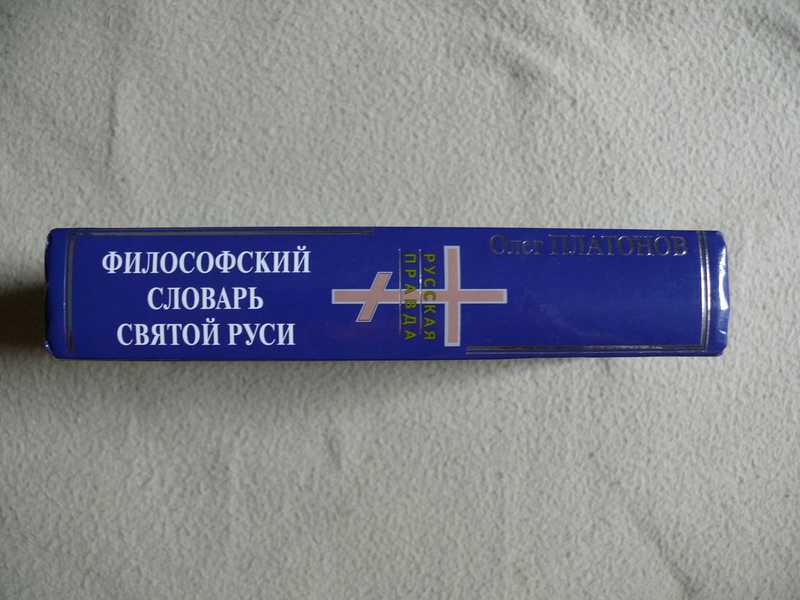 ФИЛОСОФСКИЙ
СЛОВАРЬ
СВЯТОЙ РУСИ
РУССКАЯ
ПРАВДА
Олег ПЛАТОНОВ